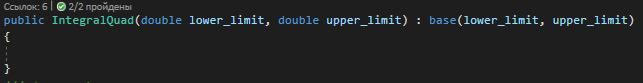 Ссылок: 6 | 2/2 пройдены
public IntegralQuad(double lower_limit, double upper_limit) : base(lower_limit, upper_limit)
{
}